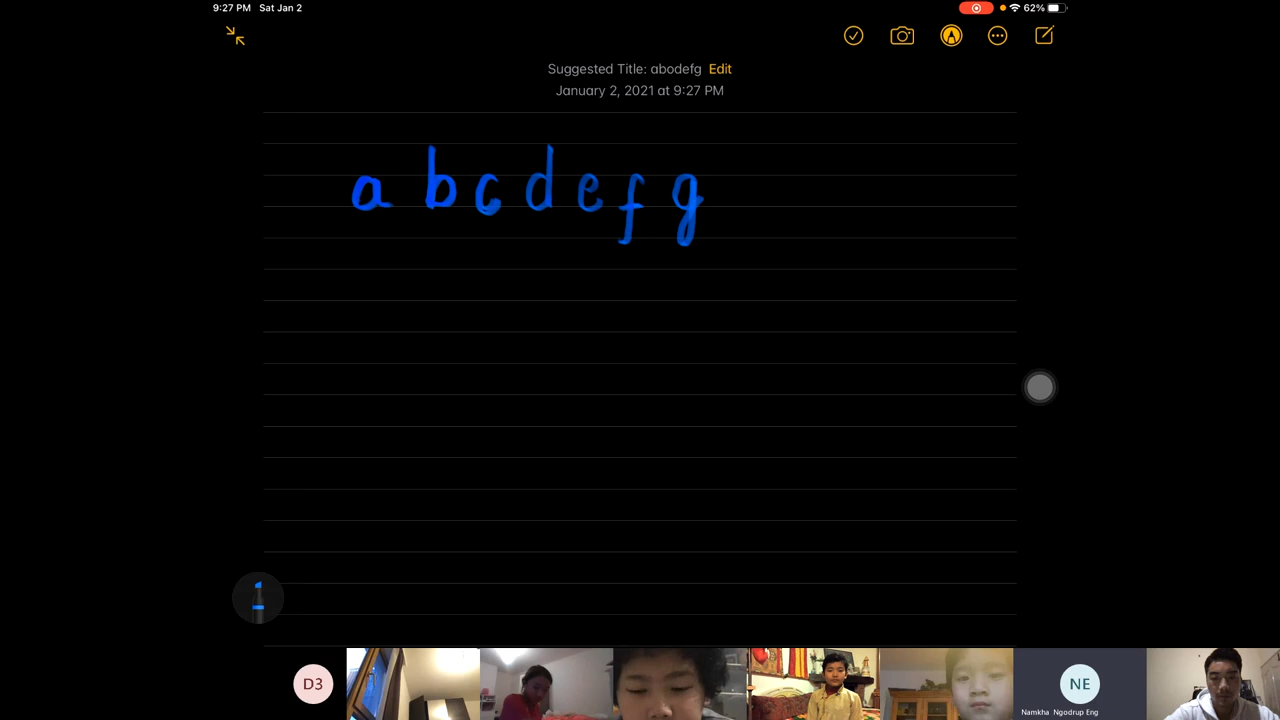 9:27 PM Sat Jan 2 62%
Suggested Title: abodefg Edit
January 2, 2021 at 9:27 PM
a b c d e f g
D3 NE
Namkha Ngodrup Eng